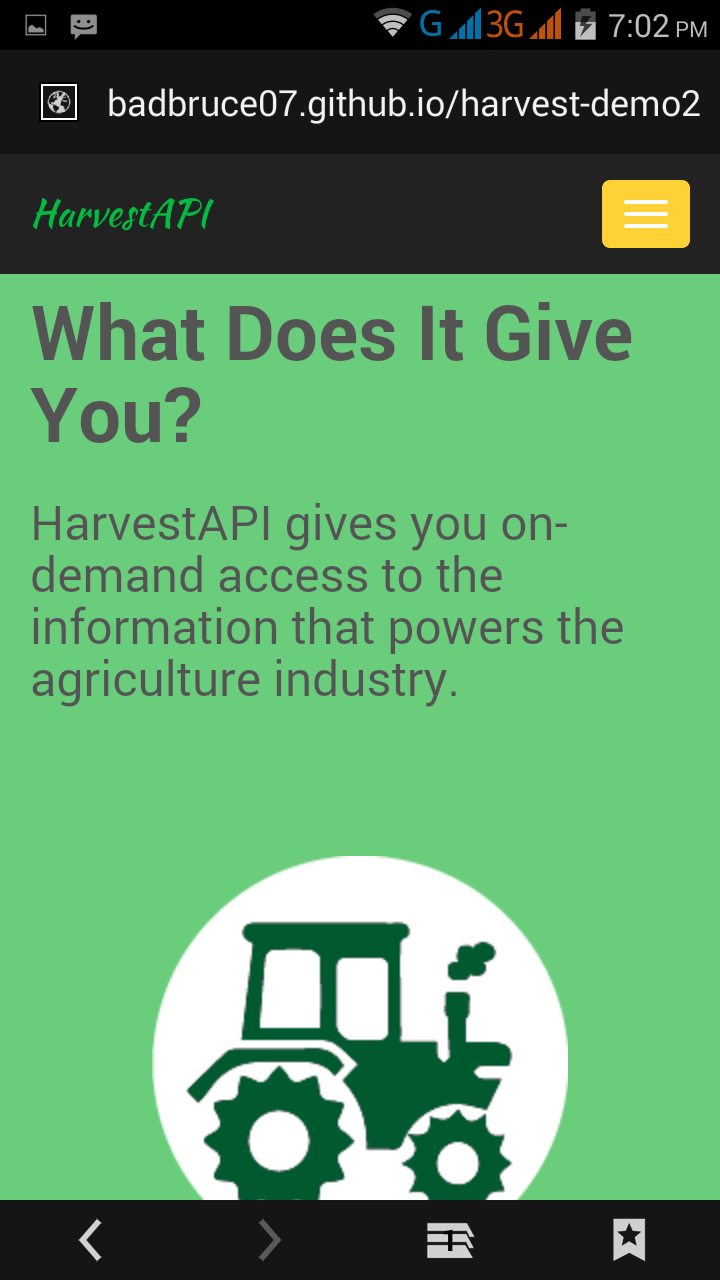 G 3G 7:02 PM
badbruce07.github.io/harvest-demo2
HarvestAPI
What Does It Give
You?
HarvestAPI gives you on-
demand access to the
information that powers the
agriculture industry.
1